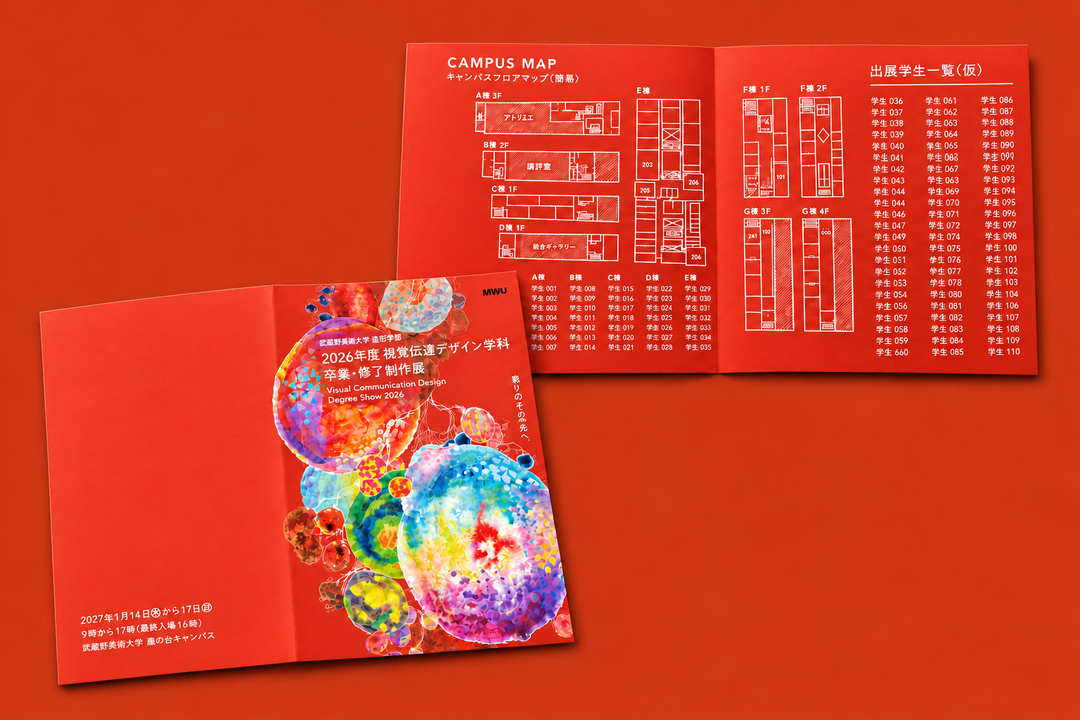 CAMPUS MAP
キャンパスフロアマップ(簡易)
A棟 3F
アトリエ
B棟 2F
講評室
C棟 1F
D棟 1F
融合ギャラリー
E棟
203
205
206
206
A棟 B棟 C棟 D棟 E棟
学生 001 学生 008 学生 015 学生 022 学生 029
学生 002 学生 009 学生 016 学生 023 学生 030
学生 003 学生 010 学生 017 学生 024 学生 031
学生 004 学生 011 学生 018 学生 025 学生 032
学生 005 学生 012 学生 019 学生 026 学生 033
学生 006 学生 013 学生 020 学生 027 学生 034
学生 007 学生 014 学生 021 学生 028 学生 035
F棟 1F
101
F棟 2F
G棟 3F
241
100
G棟 4F
出展学生一覧(仮)
学生 036 学生 061 学生 086
学生 037 学生 062 学生 087
学生 038 学生 063 学生 088
学生 039 学生 064 学生 089
学生 040 学生 065 学生 090
学生 041 学生 068 学生 099
学生 042 学生 067 学生 092
学生 043 学生 063 学生 093
学生 044 学生 069 学生 094
学生 044 学生 070 学生 095
学生 046 学生 071 学生 096
学生 047 学生 072 学生 097
学生 049 学生 074 学生 098
学生 050 学生 075 学生 100
学生 051 学生 076 学生 101
学生 052 学生 077 学生 102
学生 053 学生 078 学生 103
学生 054 学生 080 学生 104
学生 056 学生 081 学生 106
学生 057 学生 082 学生 107
学生 058 学生 083 学生 108
学生 059 学生 084 学生 109
学生 660 学生 085 学生 110
MWU
武蔵野美術大学 造形学部
2026年度 視覚伝達デザイン学科
卒業・修了制作展
Visual Communication Design
Degree Show 2026
彩りのその先へ、
2027年1月14日㊍から17日㊐
9時から17時(最終入場16時)
武蔵野美術大学 鷹の台キャンパス